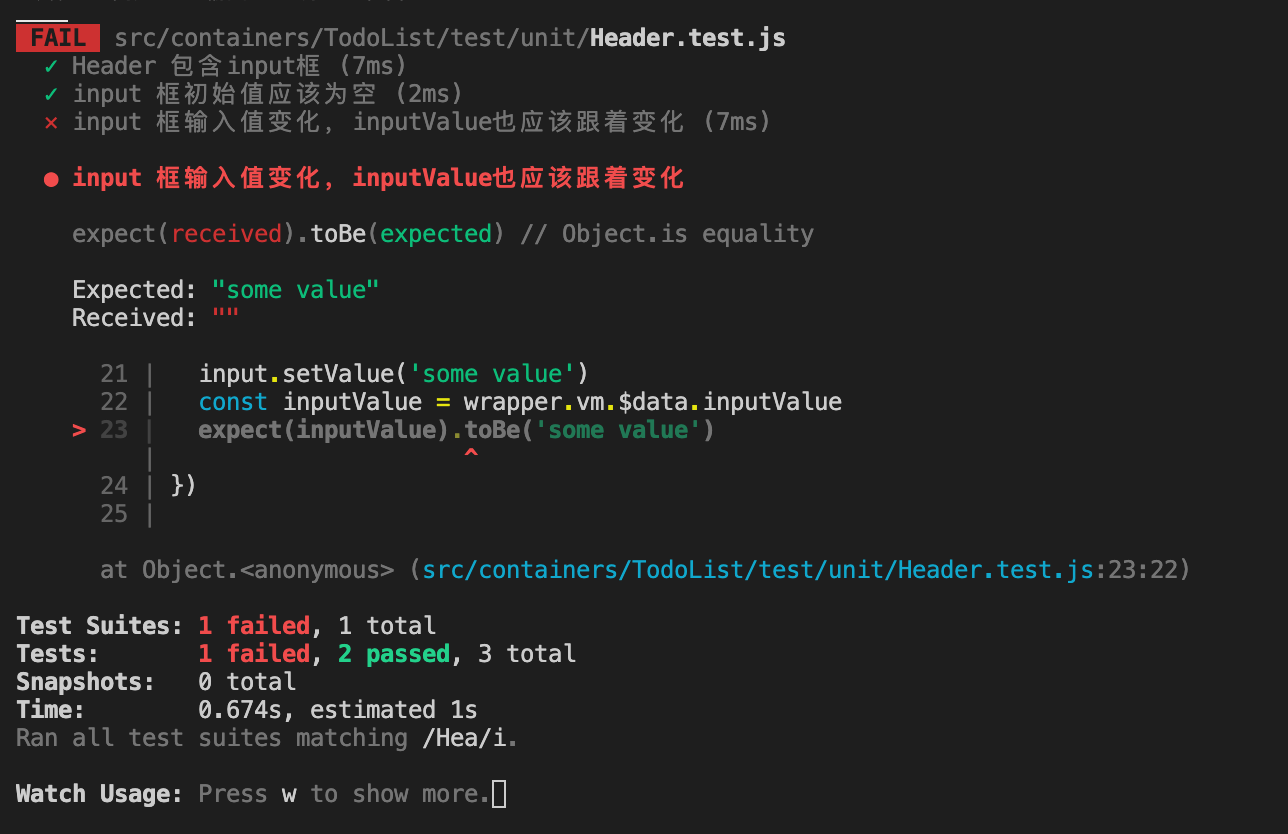 FAIL src/containers/TodoList/test/unit/Header.test.js
✓ Header 包含input框 (7ms)
✓ input 框初始值应该为空 (2ms)
✕ input 框输入值变化, inputValue也应该跟着变化 (7ms)
● input 框输入值变化, inputValue也应该跟着变化
expect(received).toBe(expected) // Object.is equality
Expected: "some value"
Received: ""
21 | input.setValue('some value')
22 | const inputValue = wrapper.vm.$data.inputValue
> 23 | expect(inputValue).toBe('some value')
| ^
24 | })
25 |
at Object.<anonymous> (src/containers/TodoList/test/unit/Header.test.js:23:22)
Test Suites: 1 failed, 1 total
Tests: 1 failed, 2 passed, 3 total
Snapshots: 0 total
Time: 0.674s, estimated 1s
Ran all test suites matching /Hea/i.
Watch Usage: Press w to show more.